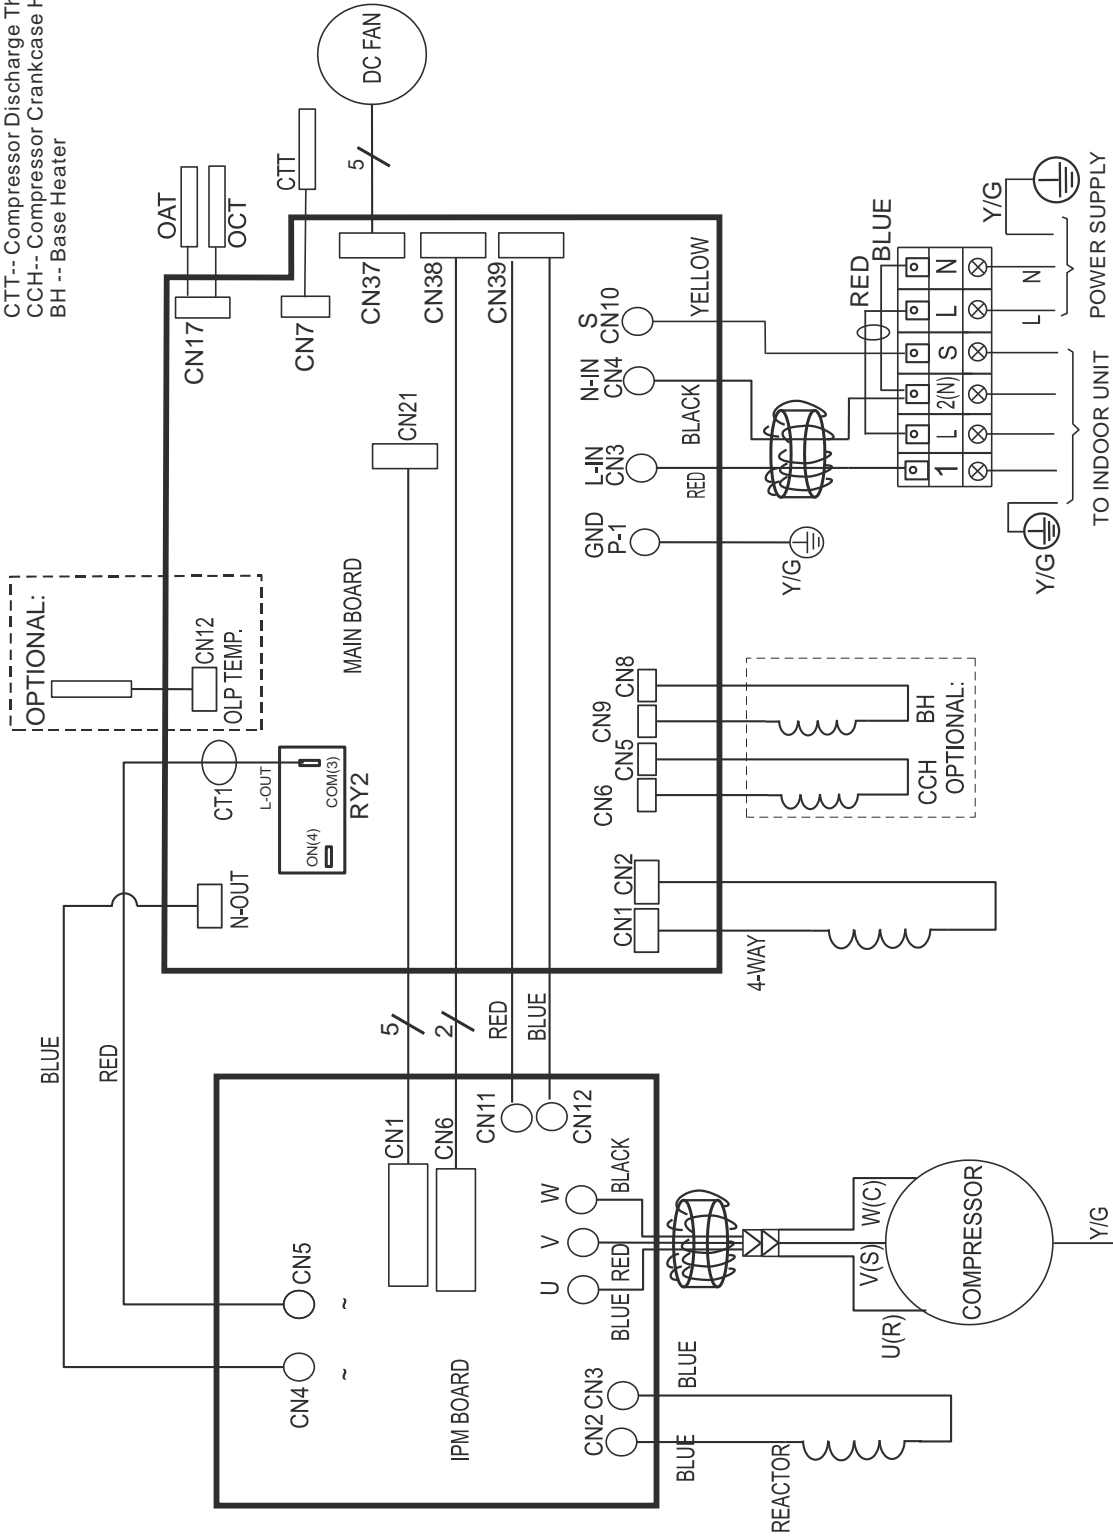 CTT-- Compressor Discharge
CCH-- Compressor Crankcase
BH -- Base Heater
DC FAN
5
CTT
OAT
OCT
CN17
CN7
CN37
CN38
CN39
CN21
OPTIONAL:
CN12
OLP TEMP.
MAIN BOARD
CT1
L-OUT
COM(3)
ON(4)
RY2
N-OUT
BLUE
RED
S
CN10
N-IN
CN4
L-IN
CN3
GND
P-1
YELLOW
BLACK
RED
Y/G
RED
BLUE
1
L
2(N)
S
L
N
Y/G
L
N
POWER SUPPLY
TO INDOOR UNIT
Y/G
CN8
CN9
CN5
CN6
BH
CCH
OPTIONAL:
CN2
CN1
4-WAY
5
2
RED
BLUE
CN1
CN6
CN11
CN12
CN5
~
CN4
~
IPM BOARD
W
V
U
BLACK
RED
BLUE
CN3
CN2
BLUE
BLUE
REACTOR
W(C)
V(S)
U(R)
COMPRESSOR
Y/G